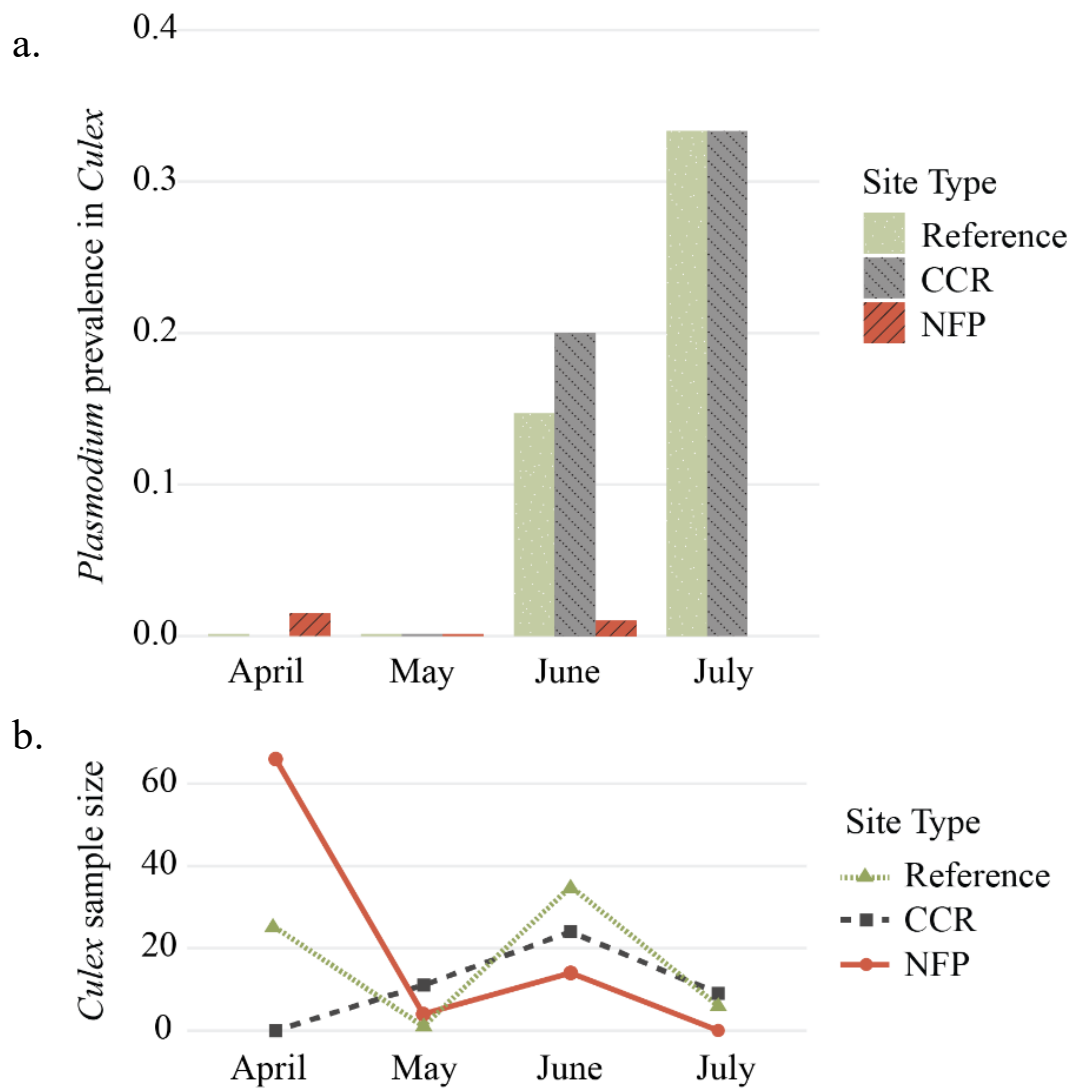 a.
Plasmodium prevalence in Culex
0.4
0.3
0.2
0.1
0.0
April May June July
Site Type
Reference
CCR
NFP
b.
Culex sample size
60
40
20
0
April May June July
Site Type
Reference
CCR
NFP